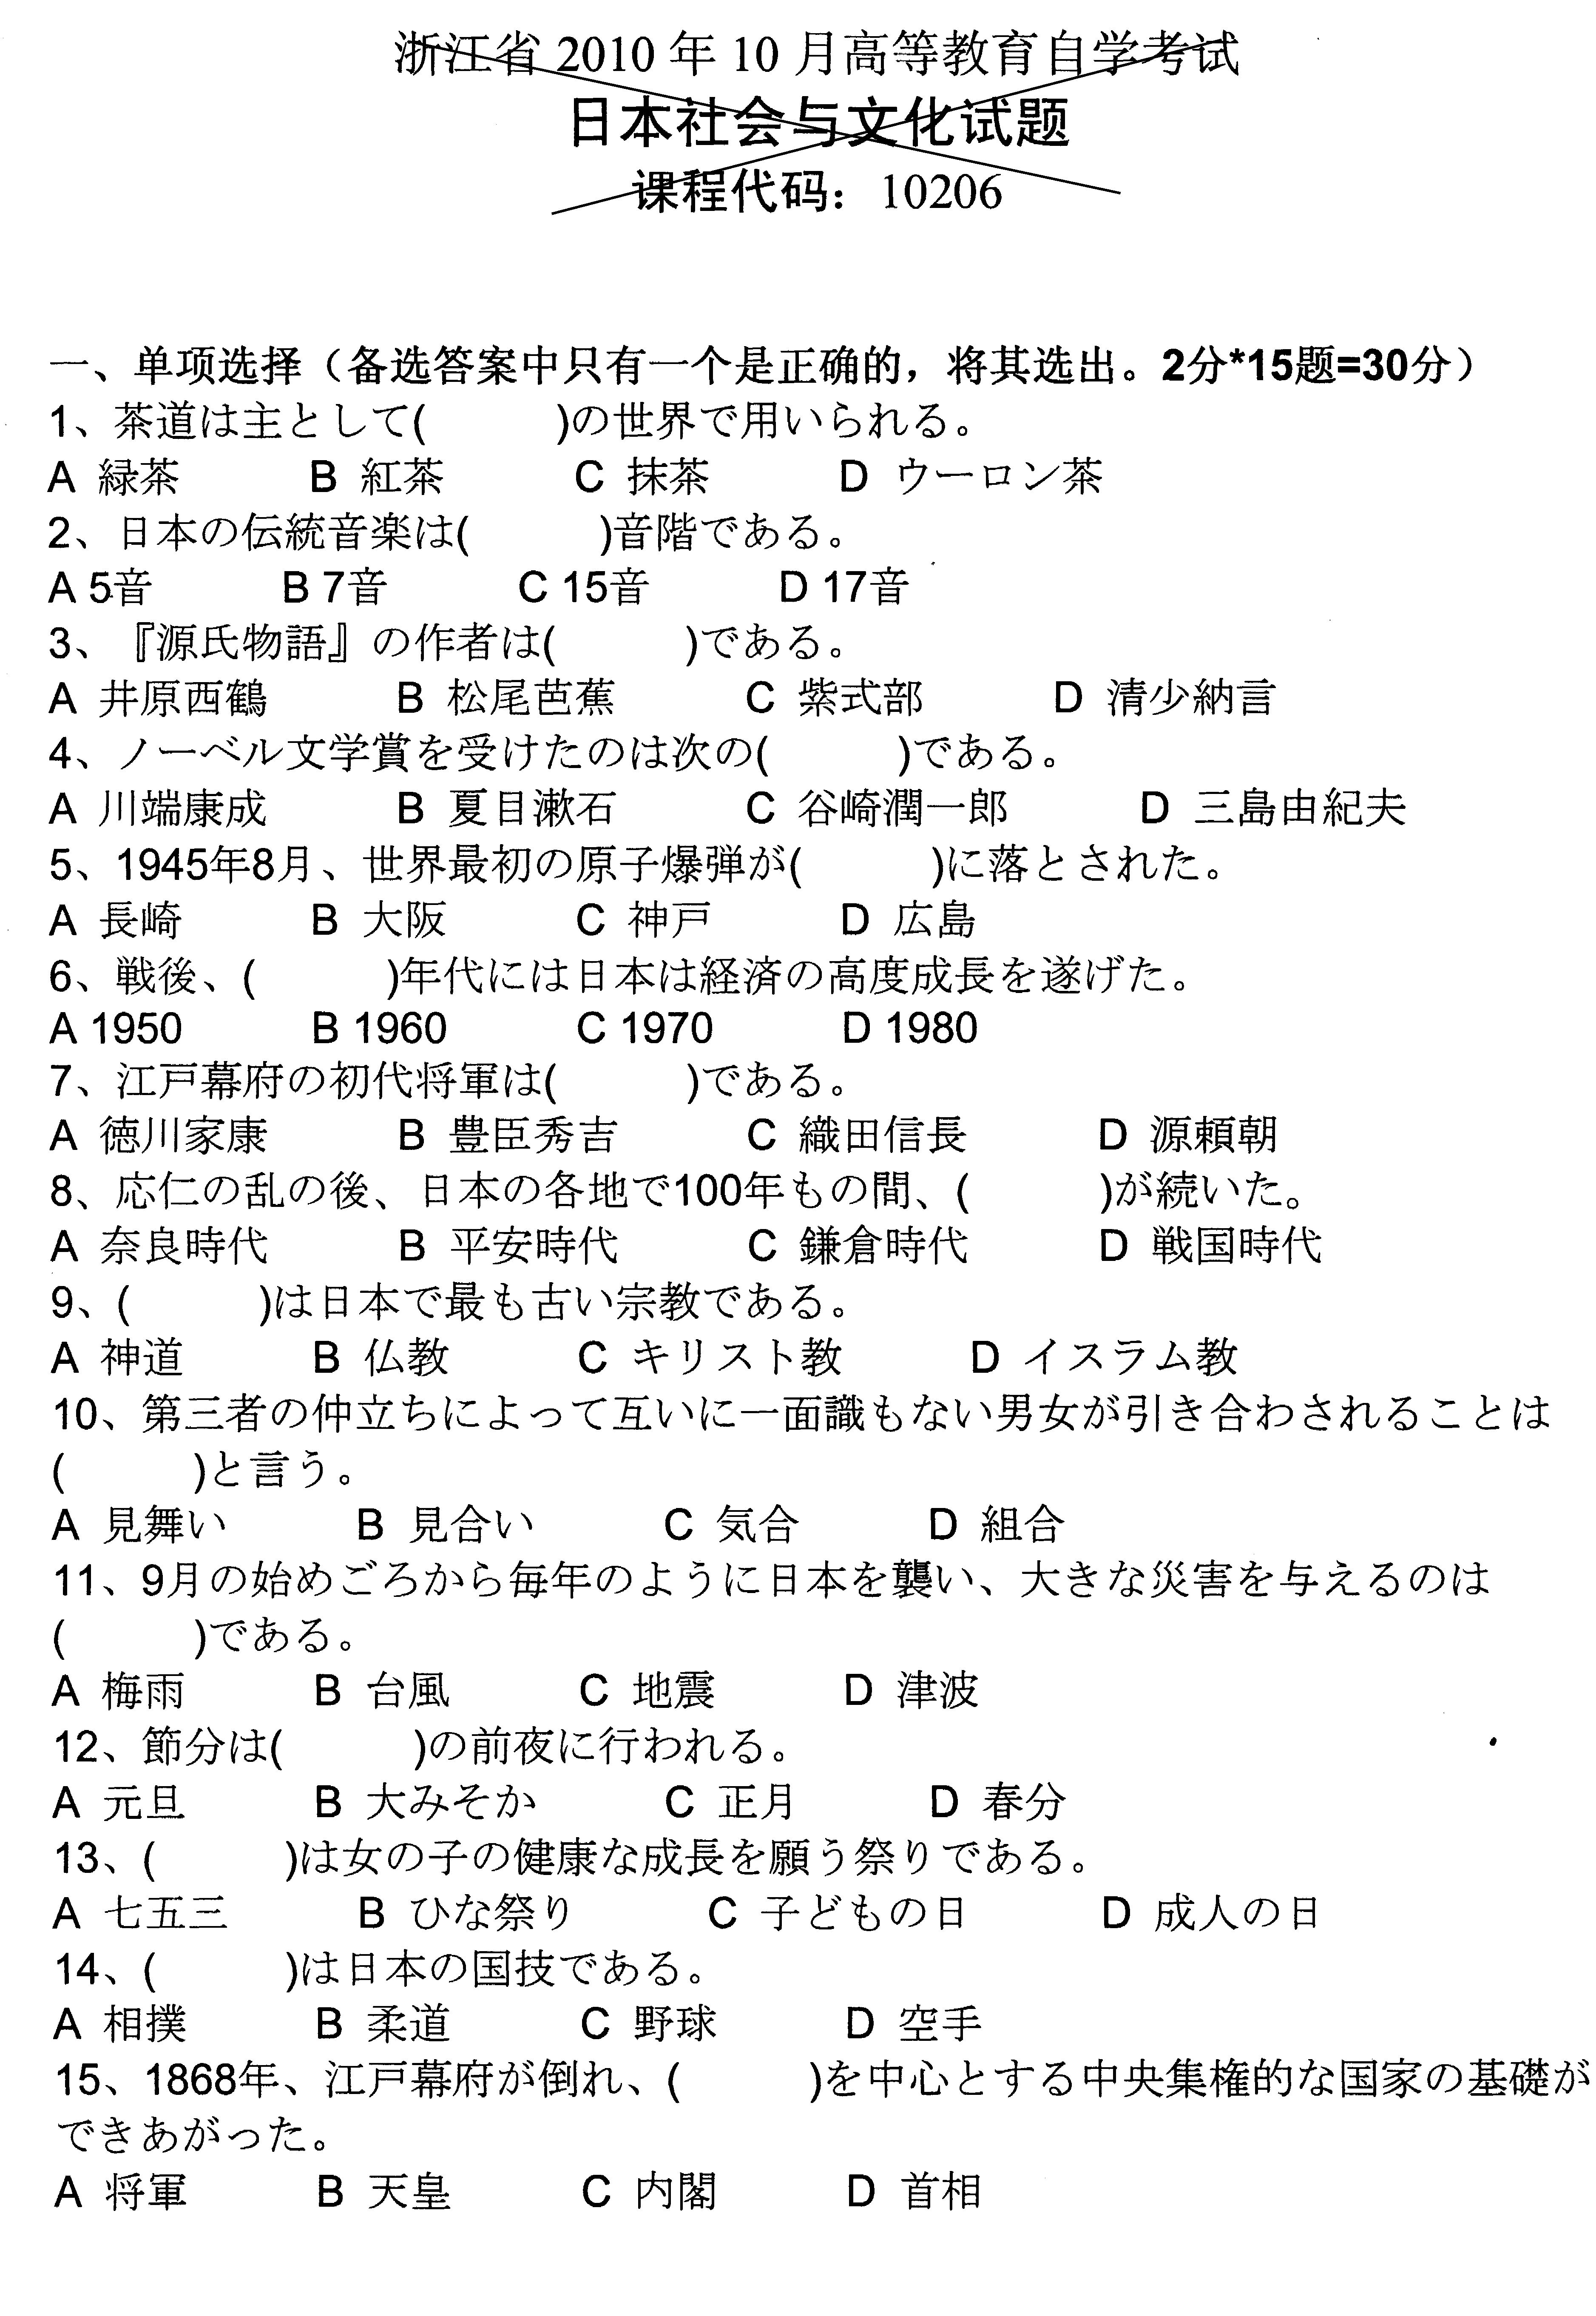 浙江省 2010 年 10 月高等教育自学考试
日本社会与文化试题
课程代码：10206
一、单项选择（备选答案中只有一个是正确的，将其选出。2分*15题=30分）
1、茶道は主として(　　　)の世界で用いられる。
A 緑茶　　　B 紅茶　　　C 抹茶　　　D ウーロン茶
2、日本の伝統音楽は(　　　)音階である。
A 5音　　　B 7音　　　C 15音　　　D 17音
3、『源氏物語』の作者は(　　　)である。
A 井原西鶴　　　B 松尾芭蕉　　　C 紫式部　　　D 清少納言
4、ノーベル文学賞を受けたのは次の(　　　)である。
A 川端康成　　　B 夏目漱石　　　C 谷崎潤一郎　　　D 三島由紀夫
5、1945年8月、世界最初の原子爆弾が(　　　)に落とされた。
A 長崎　　　B 大阪　　　C 神戸　　　D 広島
6、戦後、(　　　)年代には日本は経済の高度成長を遂げた。
A 1950　　　B 1960　　　C 1970　　　D 1980
7、江戸幕府の初代将軍は(　　　)である。
A 徳川家康　　　B 豊臣秀吉　　　C 織田信長　　　D 源頼朝
8、応仁の乱の後、日本の各地で100年もの間、(　　　)が続いた。
A 奈良時代　　　B 平安時代　　　C 鎌倉時代　　　D 戦国時代
9、(　　　)は日本で最も古い宗教である。
A 神道　　　B 仏教　　　C キリスト教　　　D イスラム教
10、第三者の仲立ちによって互いに一面識もない男女が引き合わされることは
(　　　)と言う。
A 見舞い　　　B 見合い　　　C 気合　　　D 組合
11、9月の始めごろから毎年のように日本を襲い、大きな災害を与えるのは
(　　　)である。
A 梅雨　　　B 台風　　　C 地震　　　D 津波
12、節分は(　　　)の前夜に行われる。
A 元旦　　　B 大みそか　　　C 正月　　　D 春分
13、(　　　)は女の子の健康な成長を願う祭りである。
A 七五三　　　B ひな祭り　　　C 子どもの日　　　D 成人の日
14、(　　　)は日本の国技である。
A 相撲　　　B 柔道　　　C 野球　　　D 空手
15、1868年、江戸幕府が倒れ、(　　　)を中心とする中央集権的な国家の基礎が
できあがった。
A 将軍　　　B 天皇　　　C 内閣　　　D 首相